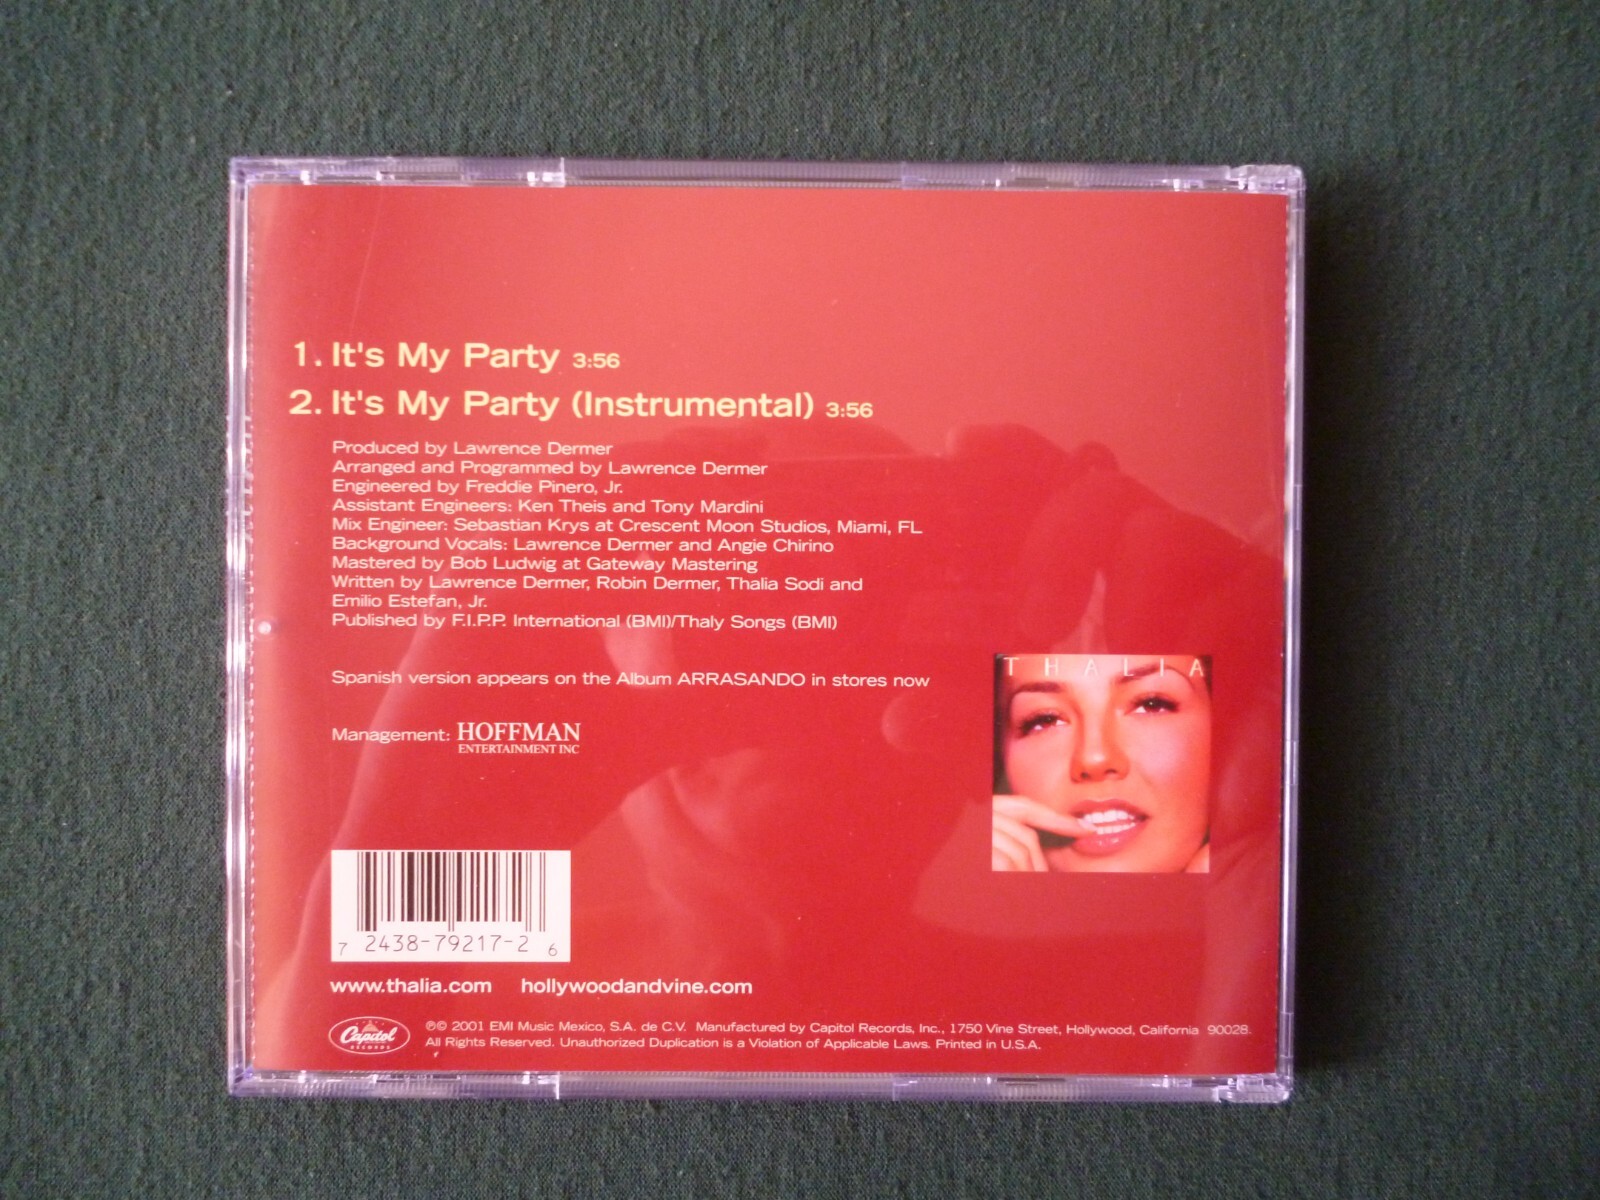 1. It's My Party 3:56
2. It's My Party (Instrumental) 3:56
Produced by Lawrence Dermer
Arranged and Programmed by Lawrence Dermer
Engineered by Freddie Pinero, Jr.
Assistant Engineers: Ken Theis and Tony Mardini
Mix Engineer: Sebastian Krys at Crescent Moon Studios, Miami, FL
Background Vocals: Lawrence Dermer and Angie Chirino
Mastered by Bob Ludwig at Gateway Mastering
Written by Lawrence Dermer, Robin Dermer, Thalia Sodi and
Emilio Estefan, Jr.
Published by F.I.P.P. International (BMI)/Thaly Songs (BMI)
Spanish version appears on the Album ARRASANDO in stores now
THALIA
Management: HOFFMAN
ENTERTAINMENT INC
7 2438-79217-2 6
www.thalia.com hollywoodandvine.com
Capitol
RECORDS
℗© 2001 EMI Music Mexico, S.A. de C.V. Manufactured by Capitol Records, Inc., 1750 Vine Street, Hollywood, California 90028.
All Rights Reserved. Unauthorized Duplication is a Violation of Applicable Laws. Printed in U.S.A.